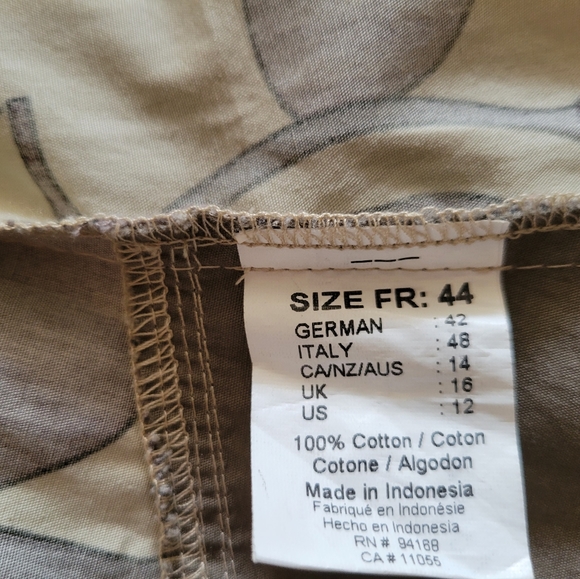 SIZE FR: 44
GERMAN : 42
ITALY : 48
CA/NZ/AUS : 14
UK : 16
US : 12
100% Cotton / Coton
Cotone / Algodon
Made in Indonesia
Fabriqué en Indonésie
Hecho en Indonesia
RN# 94188
CA# 11055